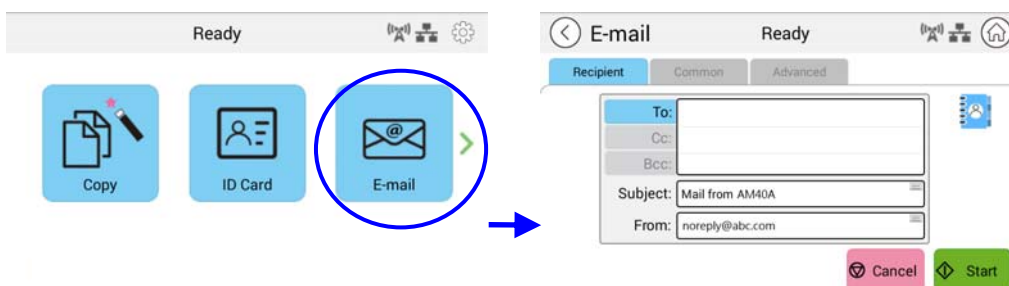 Ready
Copy
ID Card
@
E-mail
E-mail
Ready
Recipient
Common
Advanced
To:
Cc:
Bcc:
Subject: Mail from AM40A
From: noreply@abc.com
Cancel
Start